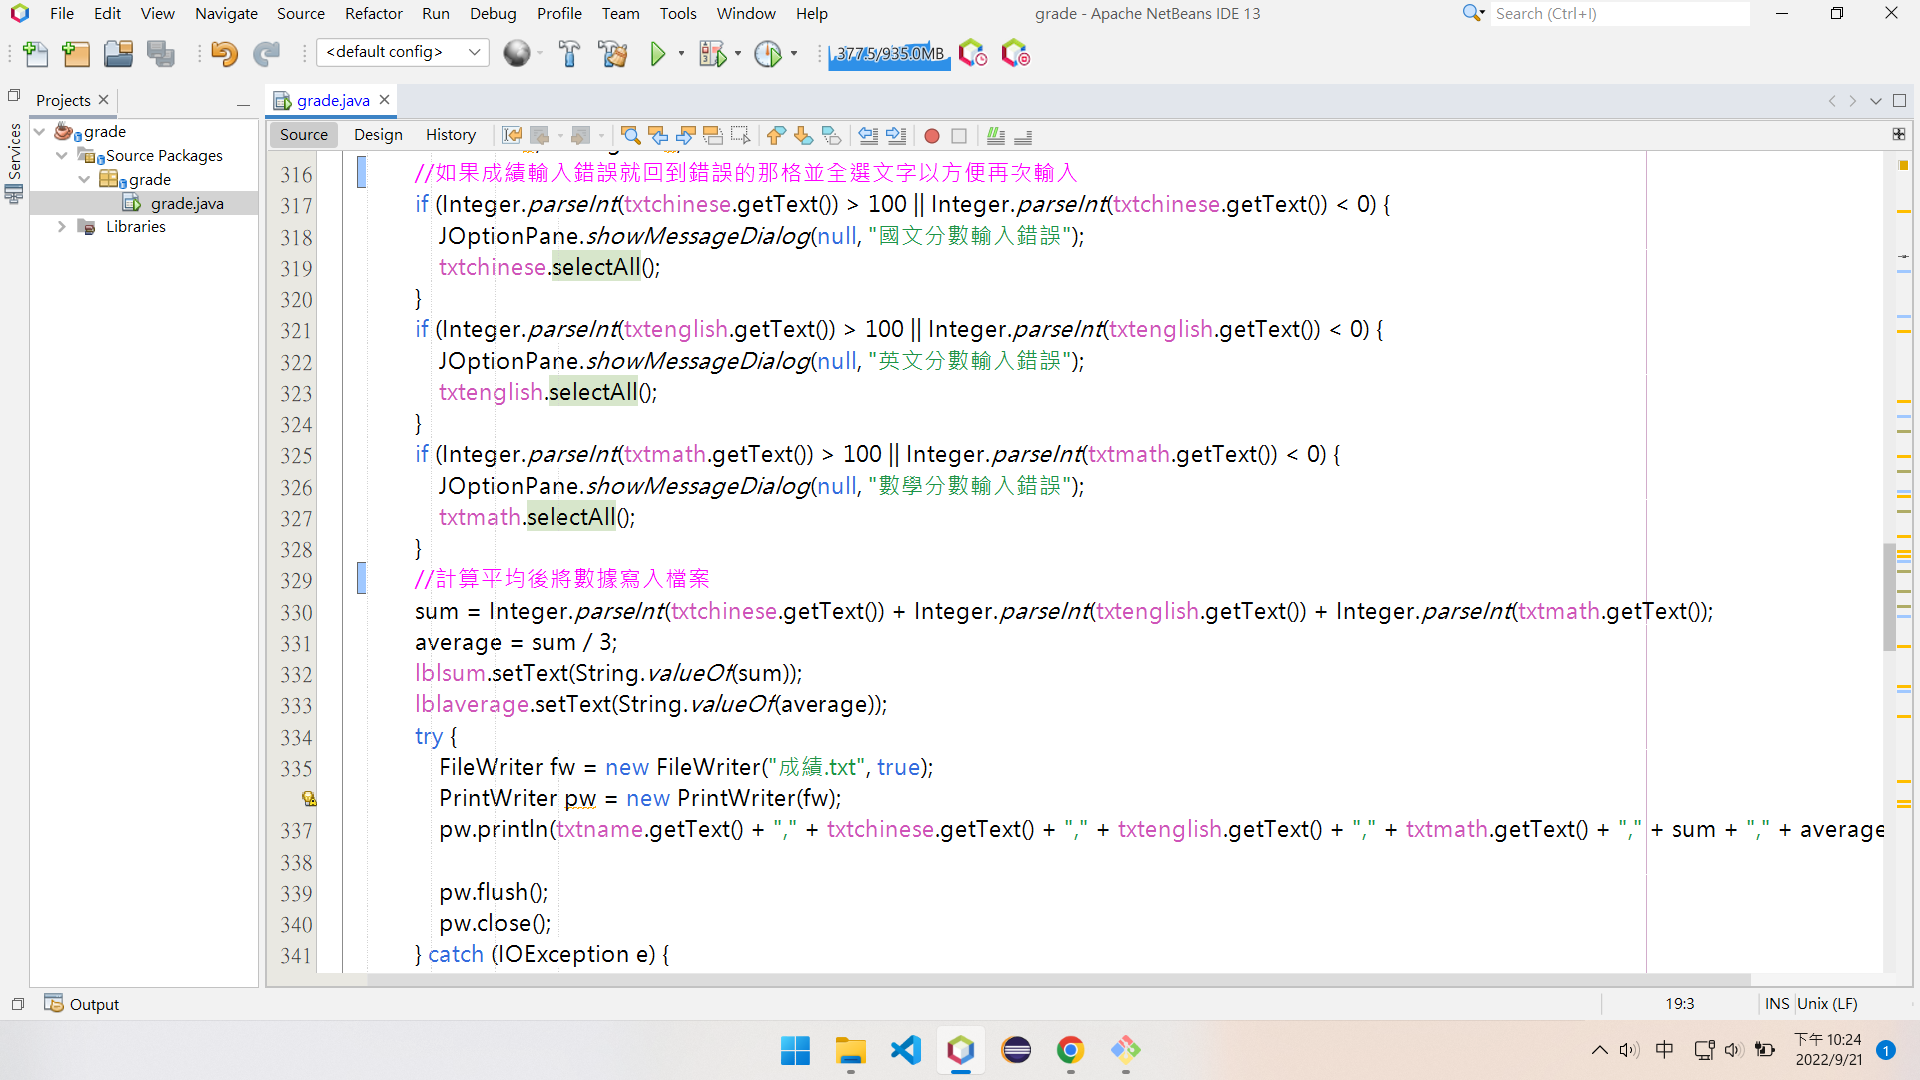 File Edit View Navigate Source Refactor Run Debug Profile Team Tools Window Help
grade - Apache NetBeans IDE 13
Search (Ctrl+I)
<default config>
377.5/935.0MB
Services
Projects
grade
Source Packages
grade
grade.java
Libraries
grade.java
Source Design History
316 //如果成績輸入錯誤就回到錯誤的那格並全選文字以方便再次輸入
317 if (Integer.parseInt(txtchinese.getText()) > 100 || Integer.parseInt(txtchinese.getText()) < 0) {
318 JOptionPane.showMessageDialog(null, "國文分數輸入錯誤");
319 txtchinese.selectAll();
320 }
321 if (Integer.parseInt(txtenglish.getText()) > 100 || Integer.parseInt(txtenglish.getText()) < 0) {
322 JOptionPane.showMessageDialog(null, "英文分數輸入錯誤");
323 txtenglish.selectAll();
324 }
325 if (Integer.parseInt(txtmath.getText()) > 100 || Integer.parseInt(txtmath.getText()) < 0) {
326 JOptionPane.showMessageDialog(null, "數學分數輸入錯誤");
327 txtmath.selectAll();
328 }
329 //計算平均後將數據寫入檔案
330 sum = Integer.parseInt(txtchinese.getText()) + Integer.parseInt(txtenglish.getText()) + Integer.parseInt(txtmath.getText());
331 average = sum / 3;
332 lblsum.setText(String.valueOf(sum));
333 lblaverage.setText(String.valueOf(average));
334 try {
335 FileWriter fw = new FileWriter("成績.txt", true);
PrintWriter pw = new PrintWriter(fw);
337 pw.println(txtname.getText() + "," + txtchinese.getText() + "," + txtenglish.getText() + "," + txtmath.getText() + "," + sum + "," + average
338
339 pw.flush();
340 pw.close();
341 } catch (IOException e) {
Output
19:3
INS
Unix (LF)
中
下午 10:24
2022/9/21
1